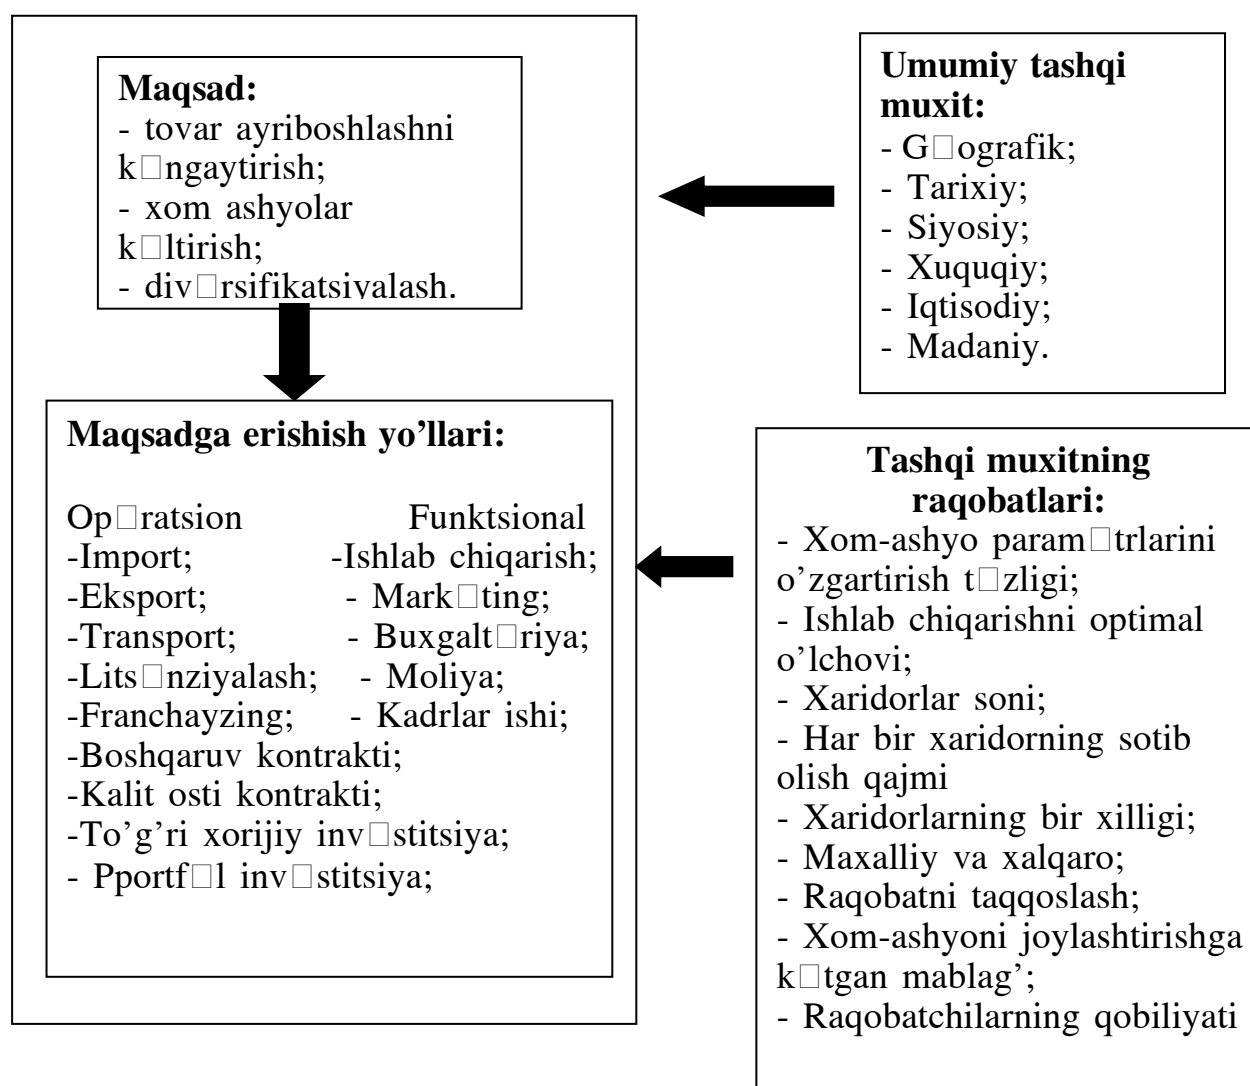 Maqsad:
- tovar ayriboshlashni
k□ngaytirish;
- xom ashyolar
k□ltirish;
- div□rsifikatsiyalash.
Maqsadga erishish yo’llari:
Op□ratsion Funktsional
-Import; -Ishlab chiqarish;
-Eksport; - Mark□ting;
-Transport; - Buxgalt□riya;
-Lits□nziyalash; - Moliya;
-Franchayzing; - Kadrlar ishi;
-Boshqaruv kontrakti;
-Kalit osti kontrakti;
-To’g’ri xorijiy inv□stitsiya;
- Pportf□l inv□stitsiya;
Umumiy tashqi
muxit:
- G□ografik;
- Tarixiy;
- Siyosiy;
- Xuquqiy;
- Iqtisodiy;
- Madaniy.
Tashqi muxitning
raqobatlari:
- Xom-ashyo param□trlarini
o’zgartirish t□zligi;
- Ishlab chiqarishni optimal
o’lchovi;
- Xaridorlar soni;
- Har bir xaridorning sotib
olish qajmi
- Xaridorlarning bir xilligi;
- Maxalliy va xalqaro;
- Raqobatni taqqoslash;
- Xom-ashyoni joylashtirishga
k□tgan mablag’;
- Raqobatchilarning qobiliyati